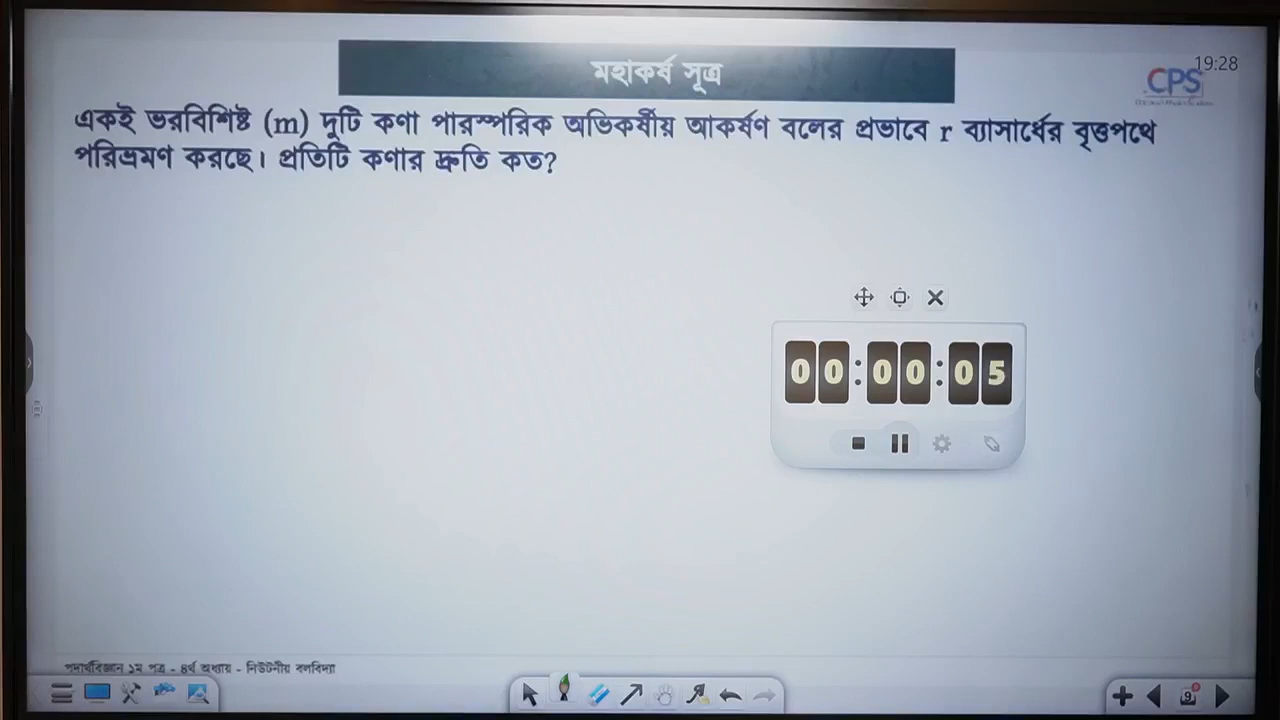 মহাকর্ষ সূত্র
19:28
CPS
একই ভরবিশিষ্ট (m) দুটি কণা পারস্পরিক অভিকর্ষীয় আকর্ষণ বলের প্রভাবে r ব্যাসার্ধের বৃত্তপথে
পরিভ্রমণ করছে। প্রতিটি কণার দ্রুতি কত?
00:00:05
পদার্থবিজ্ঞান ১ম পত্র - ৪র্থ অধ্যায় - নিউটনীয় বলবিদ্যা
9